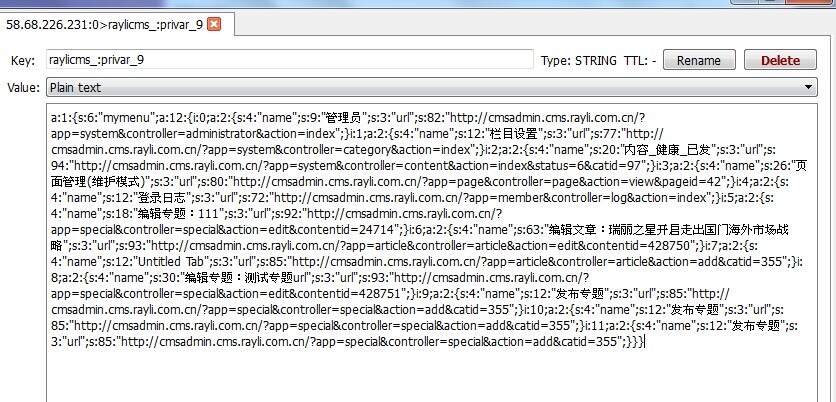 58.68.226.231:0>raylicms_:privar_9
Key: raylicms_:privar_9 Type: STRING TTL: - Rename Delete
Value: Plain text
a:1:{s:6:"mymenu";a:12:{i:0;a:2:{s:4:"name";s:9:"管理员";s:3:"url";s:82:"http://cmsadmin.cms.rayli.com.cn/?
app=system&controller=administrator&action=index";}i:1;a:2:{s:4:"name";s:12:"栏目设置";s:3:"url";s:77:"http://
cmsadmin.cms.rayli.com.cn/?app=system&controller=category&action=index";}i:2;a:2:{s:4:"name";s:20:"内容_健康_已发";s:3:"url";s:
94:"http://cmsadmin.cms.rayli.com.cn/?app=system&controller=content&action=index&status=6&catid=97";}i:3;a:2:{s:4:"name";s:26:"页
面管理(维护模式)";s:3:"url";s:80:"http://cmsadmin.cms.rayli.com.cn/?app=page&controller=page&action=view&pageid=42";}i:4;a:2:{s:
4:"name";s:12:"登录日志";s:3:"url";s:72:"http://cmsadmin.cms.rayli.com.cn/?app=member&controller=log&action=index";}i:5;a:2:{s:
4:"name";s:18:"编辑专题：111";s:3:"url";s:92:"http://cmsadmin.cms.rayli.com.cn/?
app=special&controller=special&action=edit&contentid=24714";}i:6;a:2:{s:4:"name";s:63:"编辑文章：瑞丽之星开启走出国门海外市场战
略";s:3:"url";s:93:"http://cmsadmin.cms.rayli.com.cn/?app=article&controller=article&action=edit&contentid=428750";}i:7;a:2:{s:
4:"name";s:12:"Untitled Tab";s:3:"url";s:85:"http://cmsadmin.cms.rayli.com.cn/?app=article&controller=article&action=add&catid=355";}i:
8;a:2:{s:4:"name";s:30:"编辑专题：测试专题url";s:3:"url";s:93:"http://cmsadmin.cms.rayli.com.cn/?
app=special&controller=special&action=edit&contentid=428751";}i:9;a:2:{s:4:"name";s:12:"发布专题";s:3:"url";s:85:"http://
cmsadmin.cms.rayli.com.cn/?app=special&controller=special&action=add&catid=355";}i:10;a:2:{s:4:"name";s:12:"发布专题";s:3:"url";s:
85:"http://cmsadmin.cms.rayli.com.cn/?app=special&controller=special&action=add&catid=355";}i:11;a:2:{s:4:"name";s:12:"发布专题";s:
3:"url";s:85:"http://cmsadmin.cms.rayli.com.cn/?app=special&controller=special&action=add&catid=355";}}}